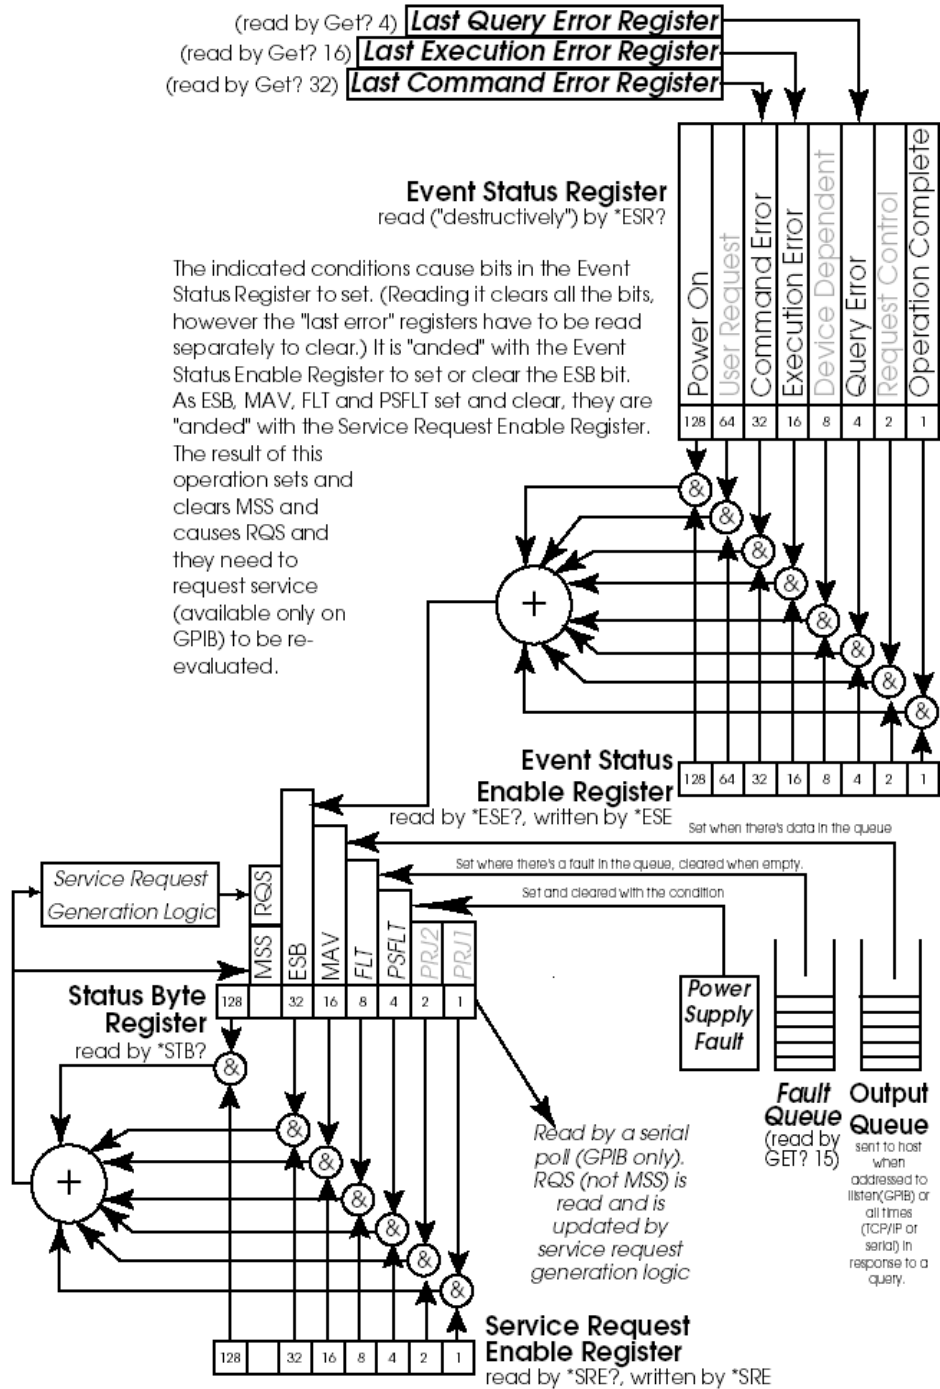 (read by Get? 4) Last Query Error Register
(read by Get? 16) Last Execution Error Register
(read by Get? 32) Last Command Error Register
Event Status Register
read ("destructively") by *ESR?
The indicated conditions cause bits in the Event
Status Register to set. (Reading it clears all the bits,
however the "last error" registers have to be read
separately to clear.) It is "anded" with the Event
Status Enable Register to set or clear the ESB bit.
As ESB, MAV, FLT and PSFLT set and clear, they are
"anded" with the Service Request Enable Register.
The result of this
operation sets and
clears MSS and
causes RQS and
they need to
request service
(available only on
GPIB) to be re-
evaluated.
Power On
User Request
Command Error
Execution Error
Device Dependent
Query Error
Request Control
Operation Complete
128 64 32 16 8 4 2 1
&
&
&
&
&
&
&
&
+
Event Status
Enable Register
read by *ESE?, written by *ESE
128 64 32 16 8 4 2 1
Set when there's data in the queue
Set where there's a fault in the queue, cleared when empty.
Set and cleared with the condition
Service Request
Generation Logic
RQS
MSS
ESB
MAV
FLT
PSFLT
PRJ2
PRJ1
Status Byte
Register
read by *STB?
128 32 16 8 4 2 1
&
&
&
&
&
&
&
+
Power
Supply
Fault
Fault
Queue
(read by
GET? 15)
Output
Queue
sent to host
when
addressed to
listen(GPIB) or
all times
(TCP/IP or
serial) in
response to a
query.
Read by a serial
poll (GPIB only).
RQS (not MSS) is
read and is
updated by
service request
generation logic
128 32 16 8 4 2 1
Service Request
Enable Register
read by *SRE?, written by *SRE